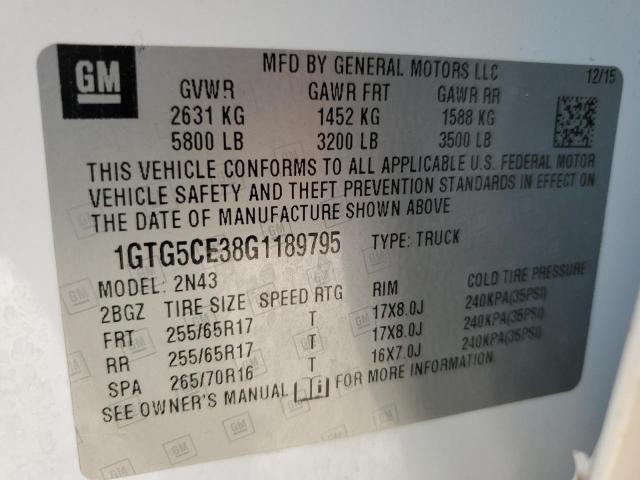 GM
MFD BY GENERAL MOTORS LLC 12/15
GVWR GAWR FRT GAWR RR
2631 KG 1452 KG 1588 KG
5800 LB 3200 LB 3500 LB
THIS VEHICLE CONFORMS TO ALL APPLICABLE U.S. FEDERAL MOTOR
VEHICLE SAFETY AND THEFT PREVENTION STANDARDS IN EFFECT ON
THE DATE OF MANUFACTURE SHOWN ABOVE
1GTG5CE38G1189795 TYPE: TRUCK
MODEL: 2N43
2BGZ TIRE SIZE SPEED RTG RIM COLD TIRE PRESSURE
FRT 255/65R17 T 17X8.0J 240KPA(35PSI)
RR 255/65R17 T 17X8.0J 240KPA(35PSI)
SPA 265/70R16 T 16X7.0J 240KPA(35PSI)
SEE OWNER'S MANUAL i FOR MORE INFORMATION.